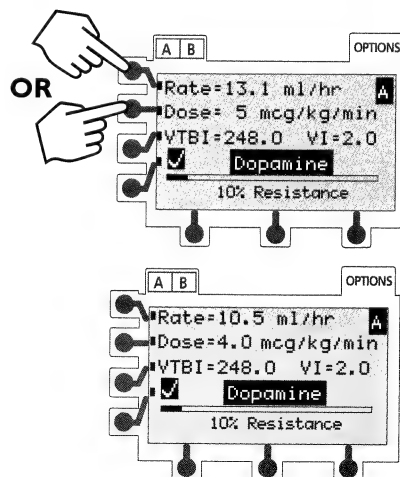 A B OPTIONS
OR
Rate=13.1 ml/hr A
Dose= 5 mcg/kg/min
VTBI=248.0 VI=2.0
Dopamine
10% Resistance
A B OPTIONS
Rate=10.5 ml/hr A
Dose=4.0 mcg/kg/min
VTBI=248.0 VI=2.0
Dopamine
10% Resistance